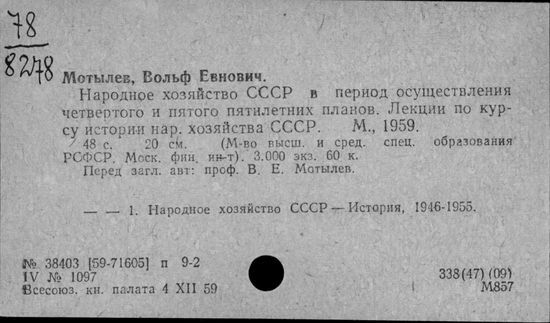 78
8278
Мотылев, Вольф Евнович.
Народное хозяйство СССР в период осуществления
четвертого и пятого пятилетних планов. Лекции по кур-
су истории нар. хозяйства СССР. М., 1959.
48 с. 20 см. (М-во высш. и сред. спец. образования
РСФСР. Моск. фин. ин-т). 3.000 экз. 60 к.
Перед загл. авт: проф. В. Е. Мотылев.
— — 1. Народное хозяйство СССР — История, 1946-1955.
№ 38403 [59-71605] п 9-2
IV № 1097
338(47) (09)
Всесоюз. кн. палата 4 XII 59
М857